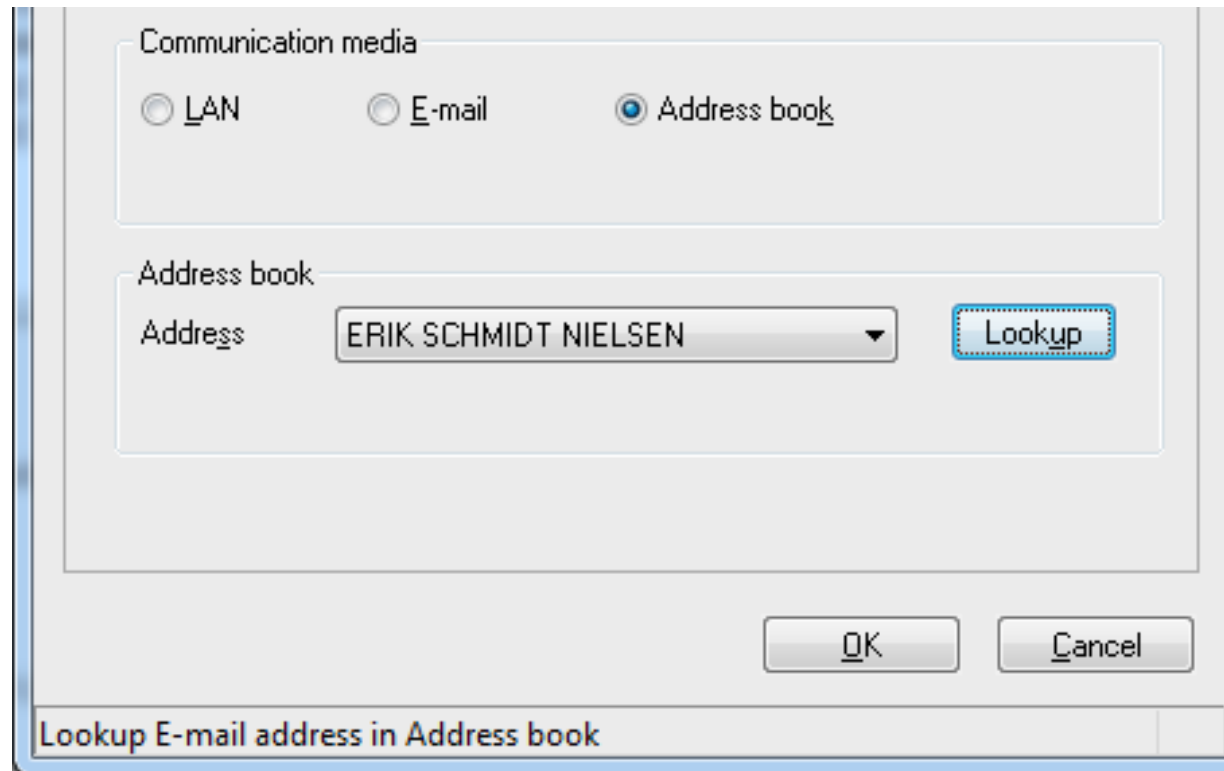 Communication media
LAN E-mail Address book
Address book
Address ERIK SCHMIDT NIELSEN Lookup
OK Cancel
Lookup E-mail address in Address book